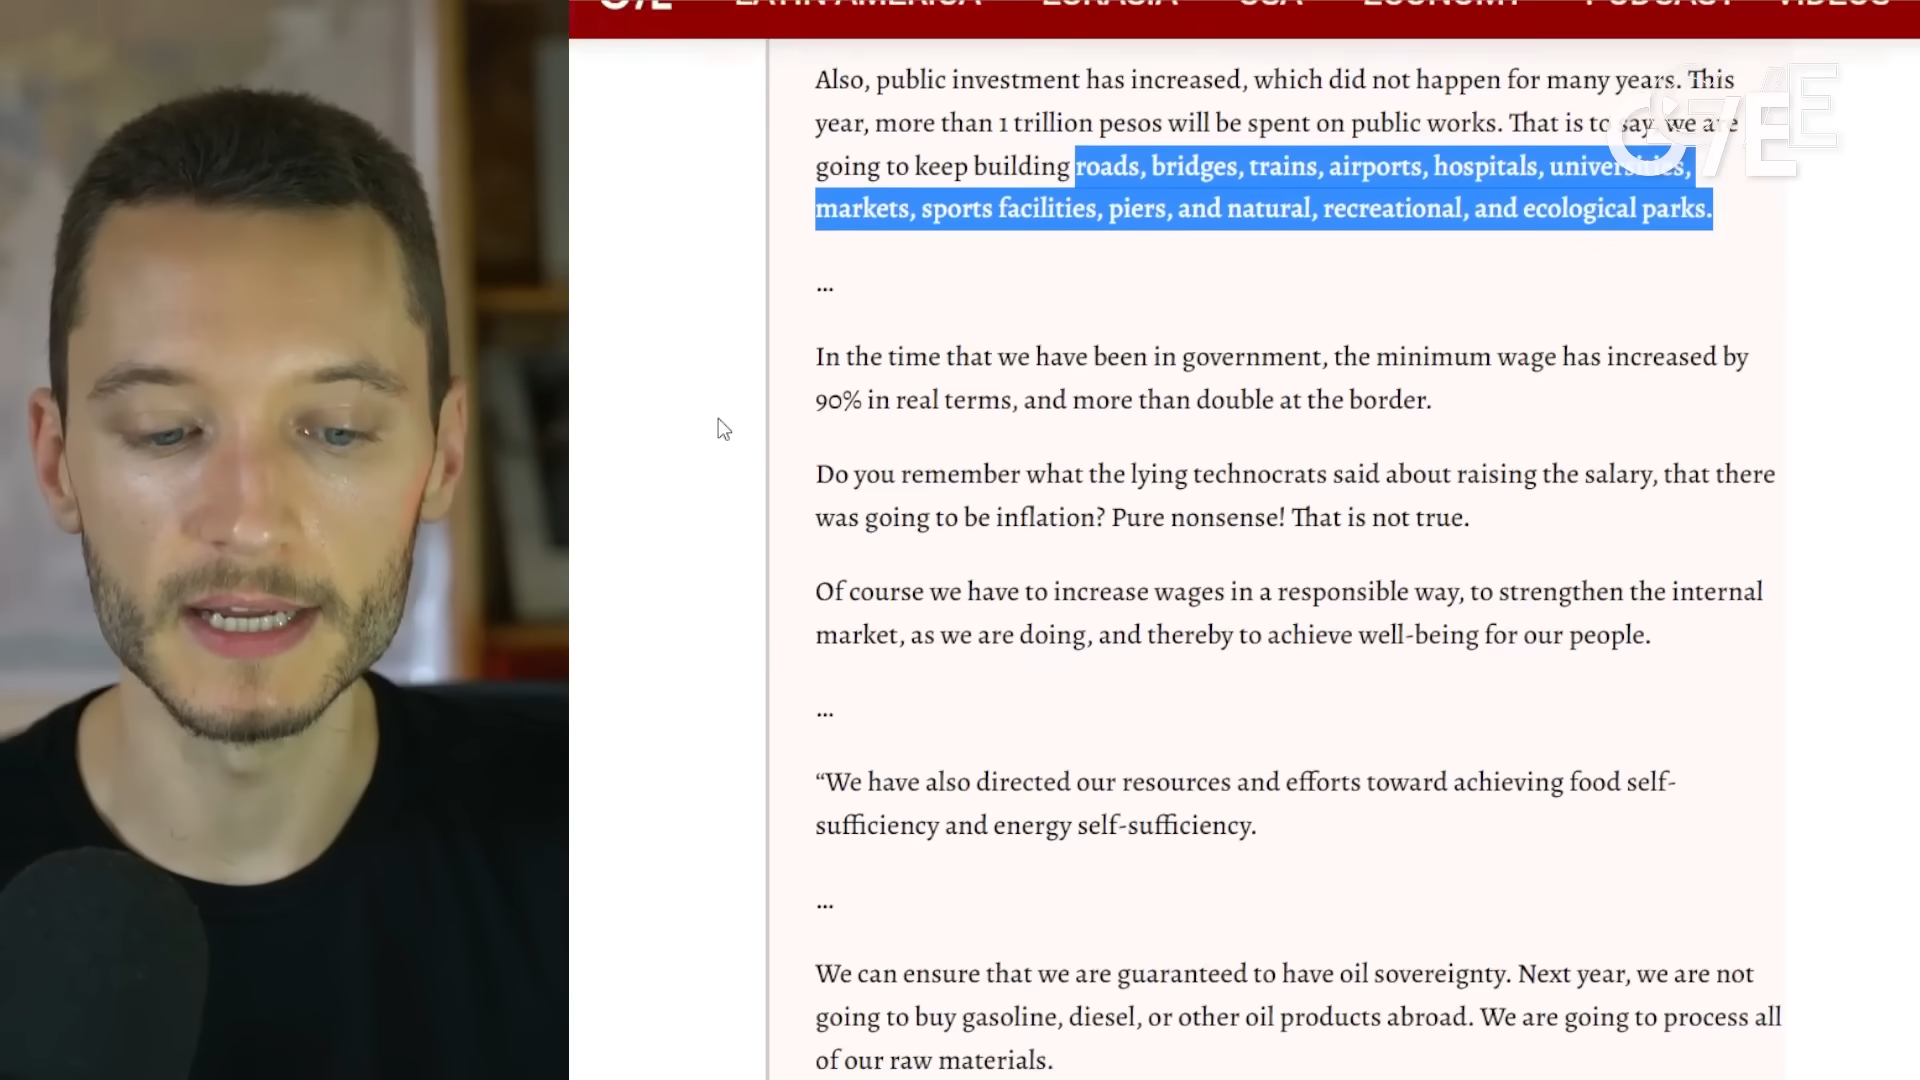 LATIN AMERICA EURASIA USA ECONOMY PODCAST VIDEOS
Also, public investment has increased, which did not happen for many years. This
year, more than 1 trillion pesos will be spent on public works. That is to say, we are
going to keep building roads, bridges, trains, airports, hospitals, universities,
markets, sports facilities, piers, and natural, recreational, and ecological parks.
…
In the time that we have been in government, the minimum wage has increased by
90% in real terms, and more than double at the border.
Do you remember what the lying technocrats said about raising the salary, that there
was going to be inflation? Pure nonsense! That is not true.
Of course we have to increase wages in a responsible way, to strengthen the internal
market, as we are doing, and thereby to achieve well-being for our people.
…
“We have also directed our resources and efforts toward achieving food self-
sufficiency and energy self-sufficiency.
…
We can ensure that we are guaranteed to have oil sovereignty. Next year, we are not
going to buy gasoline, diesel, or other oil products abroad. We are going to process all
of our raw materials.